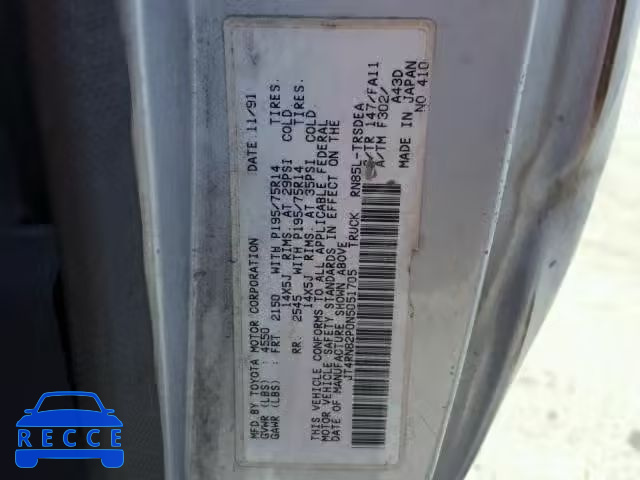 MFD. BY TOYOTA MOTOR CORPORATION DATE 11/91
GVWR (LBS) : 4550
GAWR (LBS) : FRT 2150 WITH P195/75R14 TIRES.
14X5J RIMS. AT 29PSI COLD
RR. 2545 WITH P195/75R14 TIRES.
14X5J RIMS. AT 35PSI COLD
THIS VEHICLE CONFORMS TO ALL APPLICABLE FEDERAL
MOTOR VEHICLE SAFETY STANDARDS IN EFFECT ON THE
DATE OF MANUFACTURE SHOWN ABOVE
JT4RN82P0N5051705 TRUCK RN85L-TRSDEA
C/TR 147/FA11
A/TM F302/
A43D
MADE IN JAPAN
NO 410
RECCE